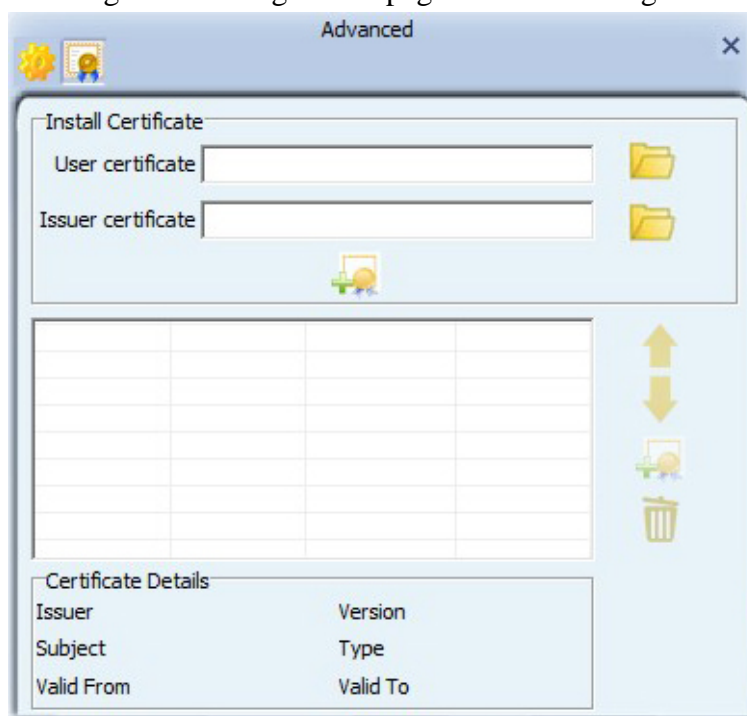 Advanced
Install Certificate
User certificate
Issuer certificate
Certificate Details
Issuer Version
Subject Type
Valid From Valid To